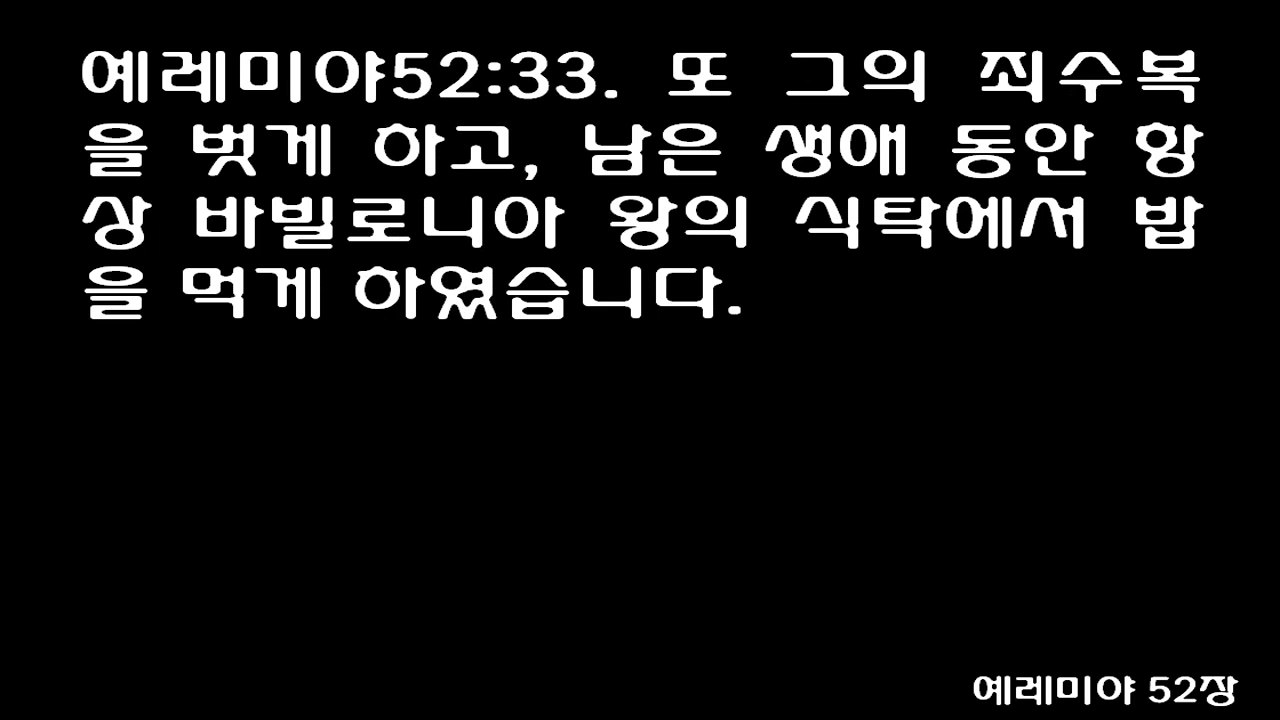 예레미야52:33. 또 그의 죄수복
을 벗게 하고, 남은 생애 동안 항
상 바빌로니아 왕의 식탁에서 밥
을 먹게 하였습니다.
예레미야 52장